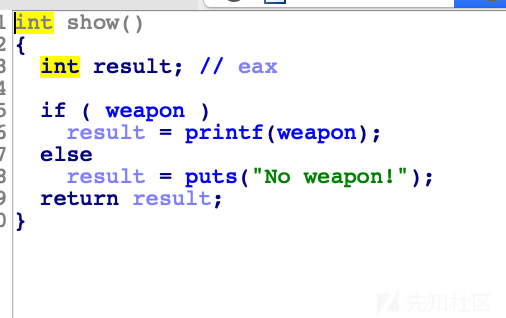 1 int show()
2 {
3 int result; // eax
4
5 if ( weapon )
6 result = printf(weapon);
7 else
8 result = puts("No weapon!");
9 return result;
0 }
先知社区